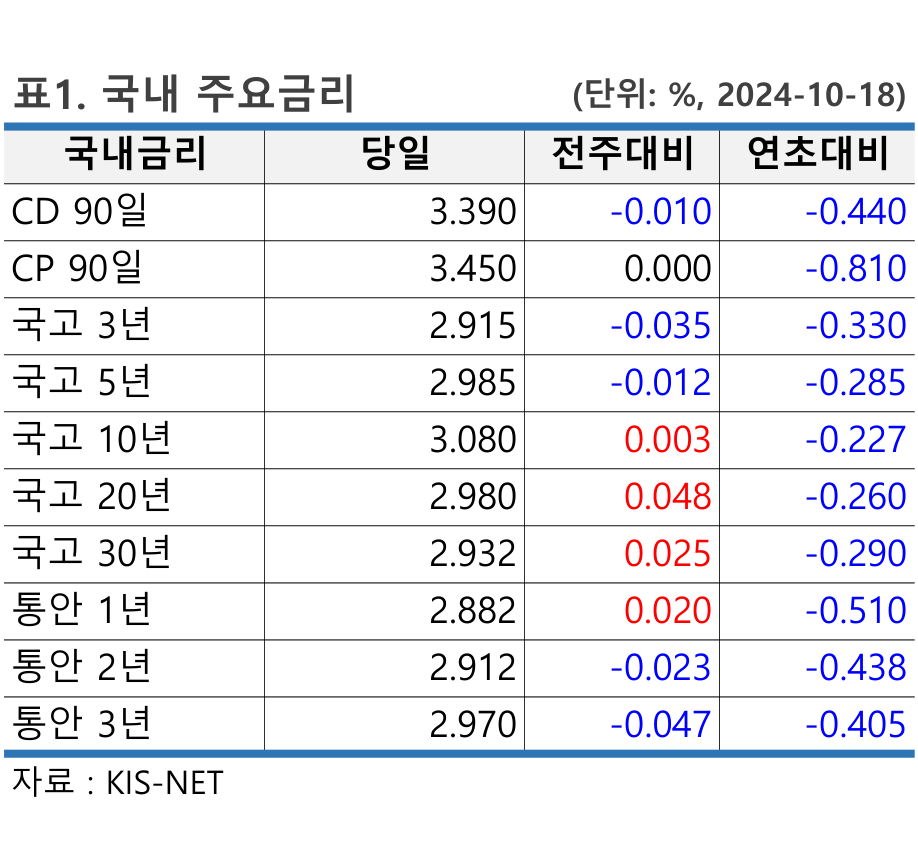 표1. 국내 주요금리 (단위: %, 2024-10-18)
국내금리 당일 전주대비 연초대비
CD 90일 3.390 -0.010 -0.440
CP 90일 3.450 0.000 -0.810
국고 3년 2.915 -0.035 -0.330
국고 5년 2.985 -0.012 -0.285
국고 10년 3.080 0.003 -0.227
국고 20년 2.980 0.048 -0.260
국고 30년 2.932 0.025 -0.290
통안 1년 2.882 0.020 -0.510
통안 2년 2.912 -0.023 -0.438
통안 3년 2.970 -0.047 -0.405
자료 : KIS-NET